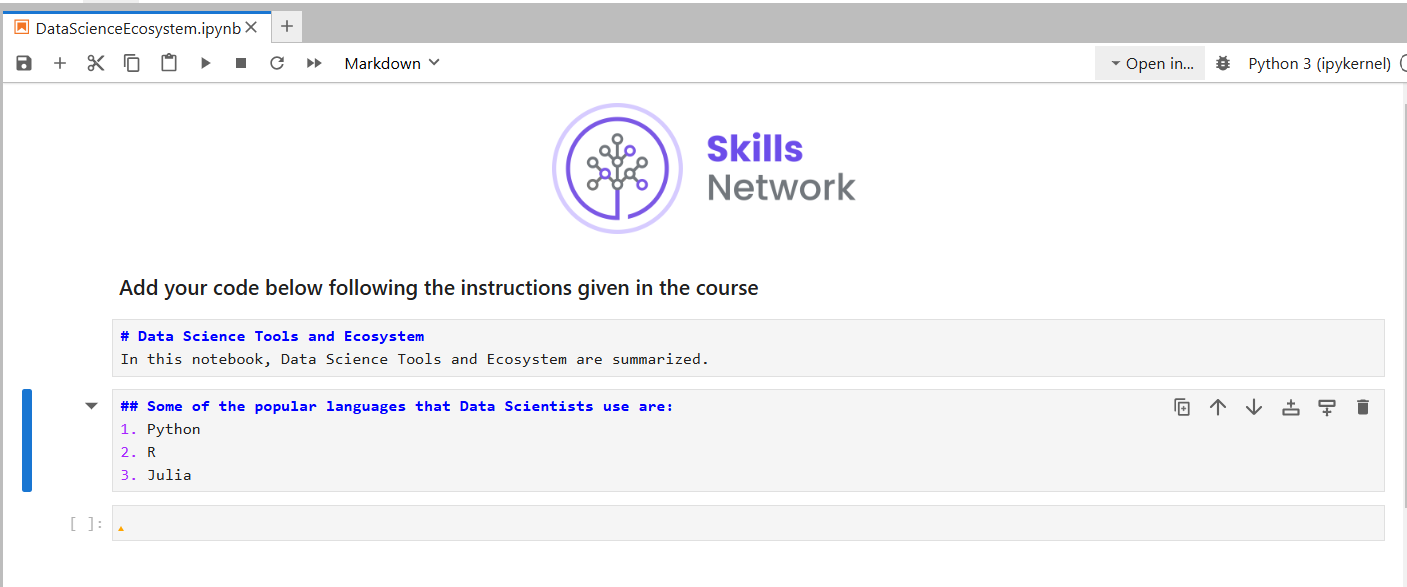 DataScienceEcosystem.ipynb
Markdown
Open in...
Python 3 (ipykernel)
Skills
Network
Add your code below following the instructions given in the course
# Data Science Tools and Ecosystem
In this notebook, Data Science Tools and Ecosystem are summarized.
## Some of the popular languages that Data Scientists use are:
1. Python
2. R
3. Julia
[ ]: